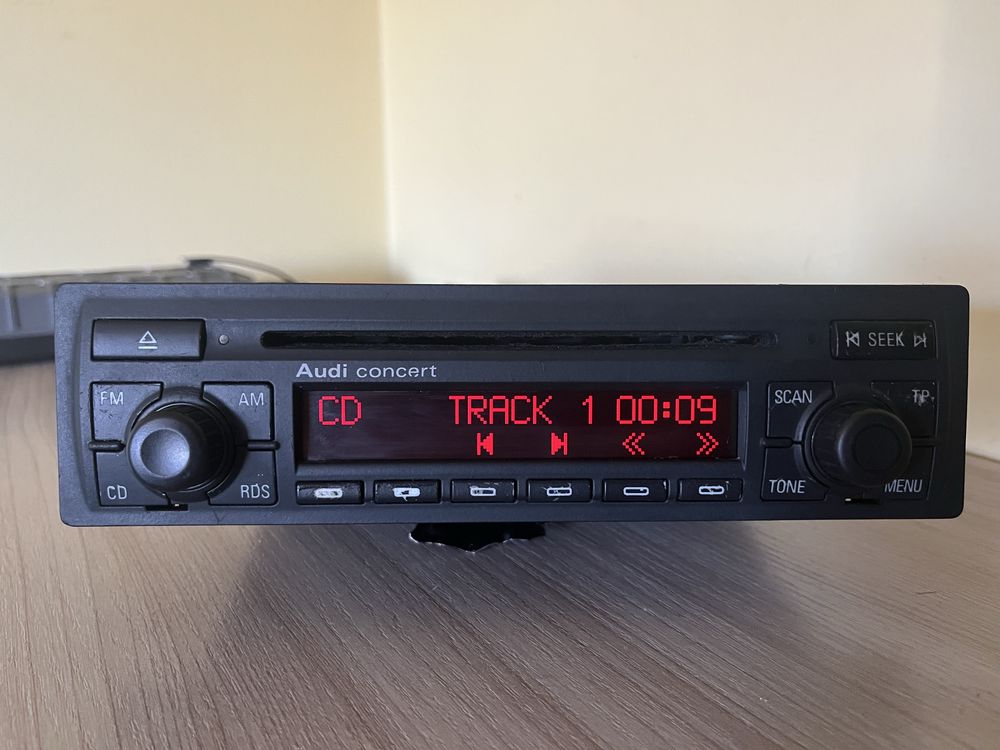 SEEK
Audi concert
FM AM
CD TRACK 1 00:09
SCAN TP
CD RDS
TONE MENU